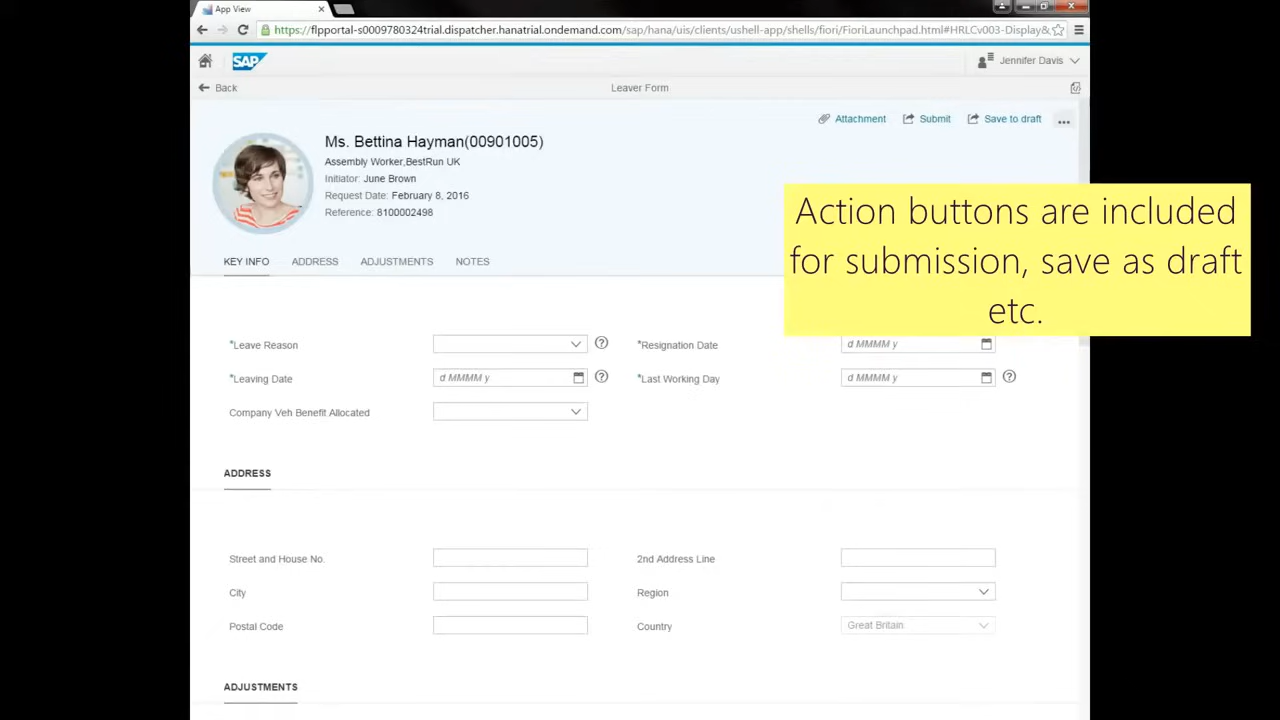 App View
https://flpportal-s0009780324trial.dispatcher.hanatrial.ondemand.com/sap/hana/uis/clients/ushell-app/shells/fiori/FioriLaunchpad.html#HRLCv003-Display&
SAP
Jennifer Davis
Back
Leaver Form
Attachment Submit Save to draft ...
Ms. Bettina Hayman(00901005)
Assembly Worker,BestRun UK
Initiator: June Brown
Request Date: February 8, 2016
Reference: 8100002498
Action buttons are included
for submission, save as draft
etc.
KEY INFO ADDRESS ADJUSTMENTS NOTES
*Leave Reason *Resignation Date d MMMM y
*Leaving Date d MMMM y *Last Working Day d MMMM y
Company Veh Benefit Allocated
ADDRESS
Street and House No. 2nd Address Line
City Region
Postal Code Country Great Britain
ADJUSTMENTS